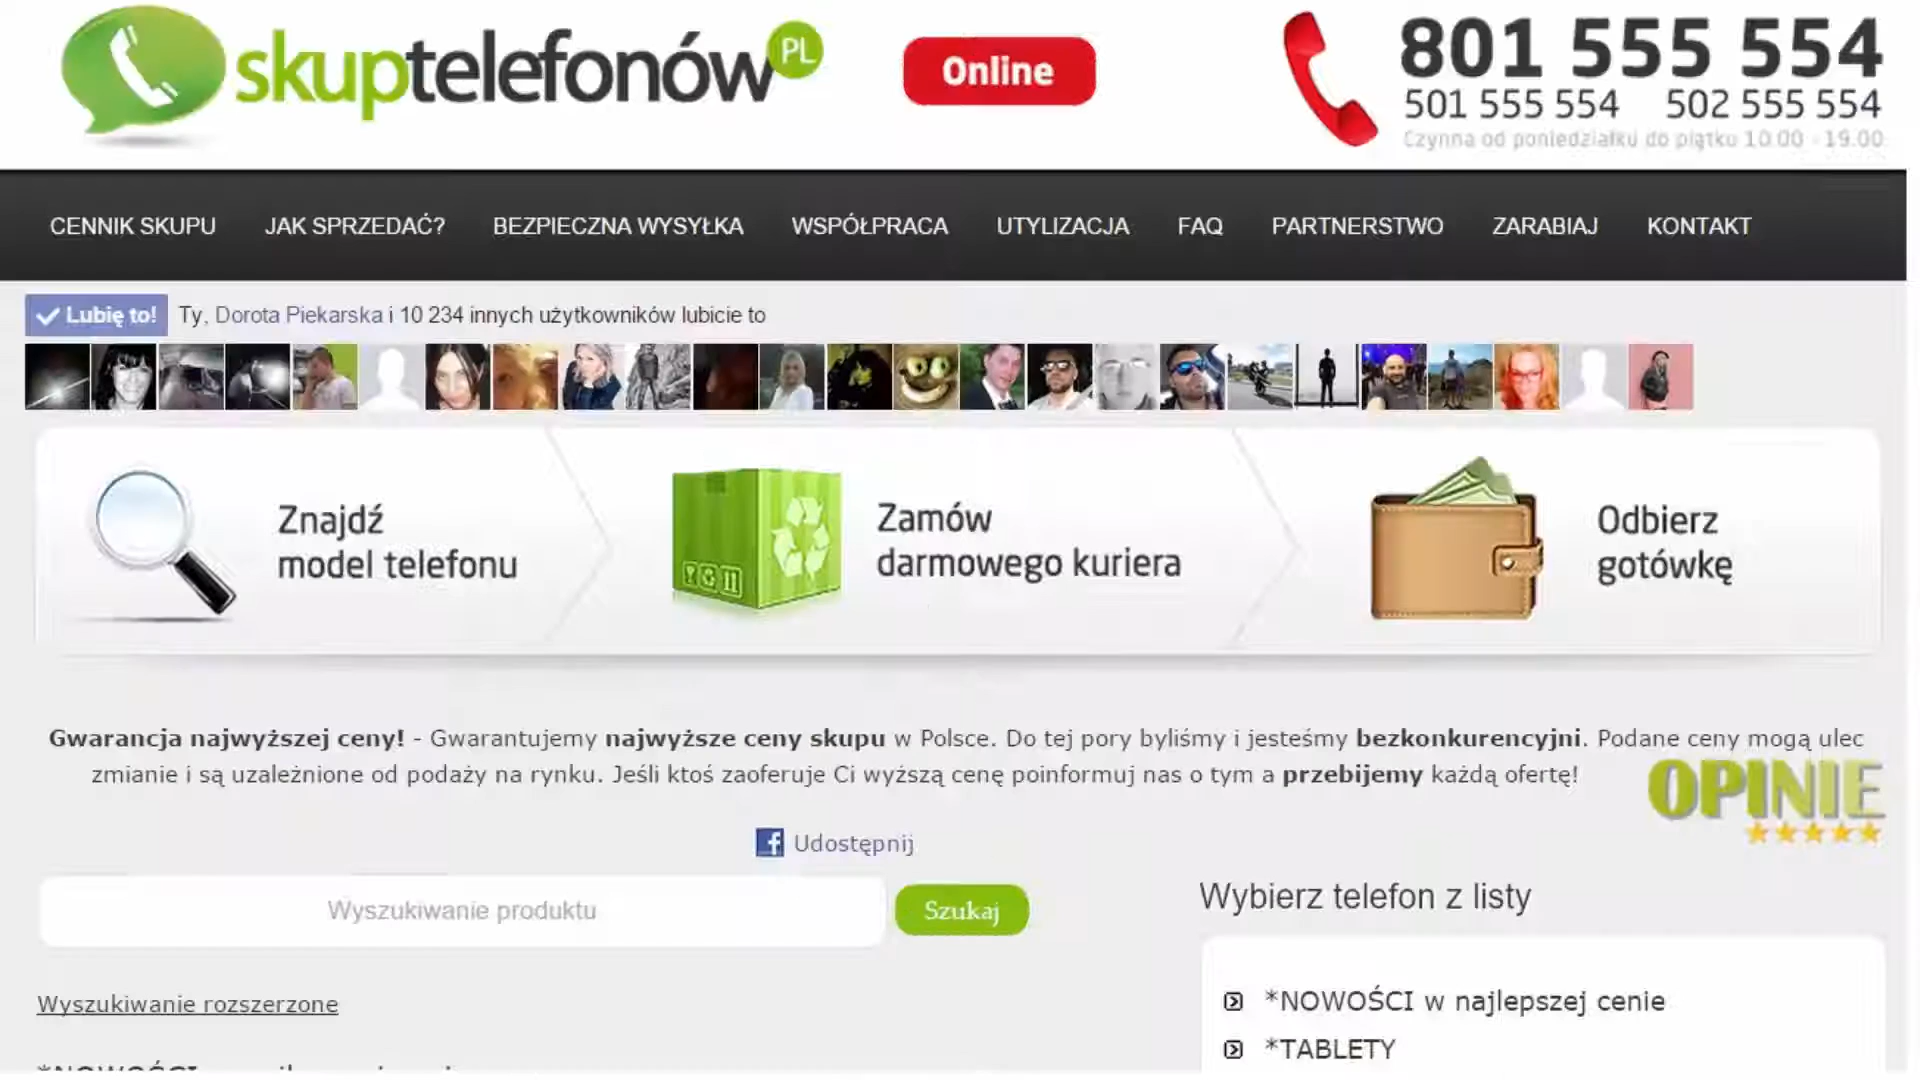 skuptelefonów PL
Online
801 555 554
501 555 554 502 555 554
Czynna od poniedziałku do piątku 10.00 - 19.00
CENNIK SKUPU JAK SPRZEDAĆ? BEZPIECZNA WYSYŁKA WSPÓŁPRACA UTYLIZACJA FAQ PARTNERSTWO ZARABIAJ KONTAKT
Lubię to! Ty, Dorota Piekarska i 10 234 innych użytkowników lubicie to
Znajdź
model telefonu
Zamów
darmowego kuriera
Odbierz
gotówkę
Gwarancja najwyższej ceny! - Gwarantujemy najwyższe ceny skupu w Polsce. Do tej pory byliśmy i jesteśmy bezkonkurencyjni. Podane ceny mogą ulec
zmianie i są uzależnione od podaży na rynku. Jeśli ktoś zaoferuje Ci wyższą cenę poinformuj nas o tym a przebijemy każdą ofertę!
OPINIE
Udostępnij
Wyszukiwanie produktu Szukaj
Wybierz telefon z listy
Wyszukiwanie rozszerzone
*NOWOŚCI w najlepszej cenie
*TABLETY
*NOWOŚCI